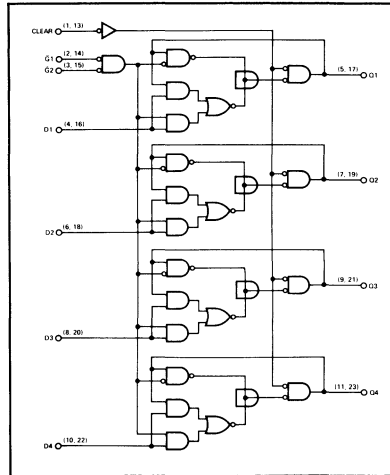 CLEAR (1, 13)
G1 (2, 14)
G2 (3, 15)
(5, 17) Q1
D1 (4, 16)
(7, 19) Q2
D2 (6, 18)
(9, 21) Q3
D3 (8, 20)
(11, 23) Q4
D4 (10, 22)